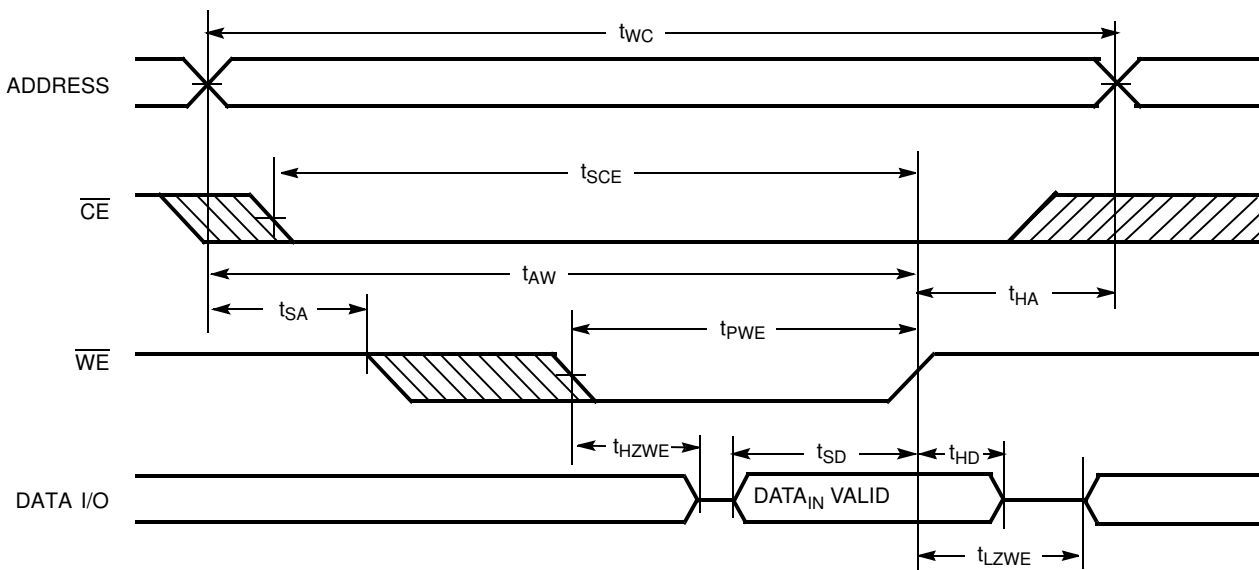 tWC
ADDRESS
tSCE
CE
tAW
tSA
tHA
tPWE
WE
tHZWE
tSD
tHD
DATA I/O
DATAIN VALID
tLZWE